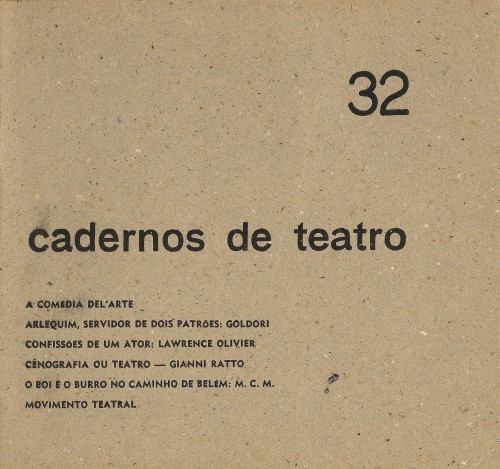 32
cadernos de teatro
A COMEDIA DEL'ARTE
ARLEQUIM, SERVIDOR DE DOIS PATRÕES: GOLDORI
CONFISSÕES DE UM ATOR: LAWRENCE OLIVIER
CÊNOGRAFIA OU TEATRO — GIANNI RATTO
O BOI E O BURRO NO CAMINHO DE BELÉM: M. C. M.
MOVIMENTO TEATRAL